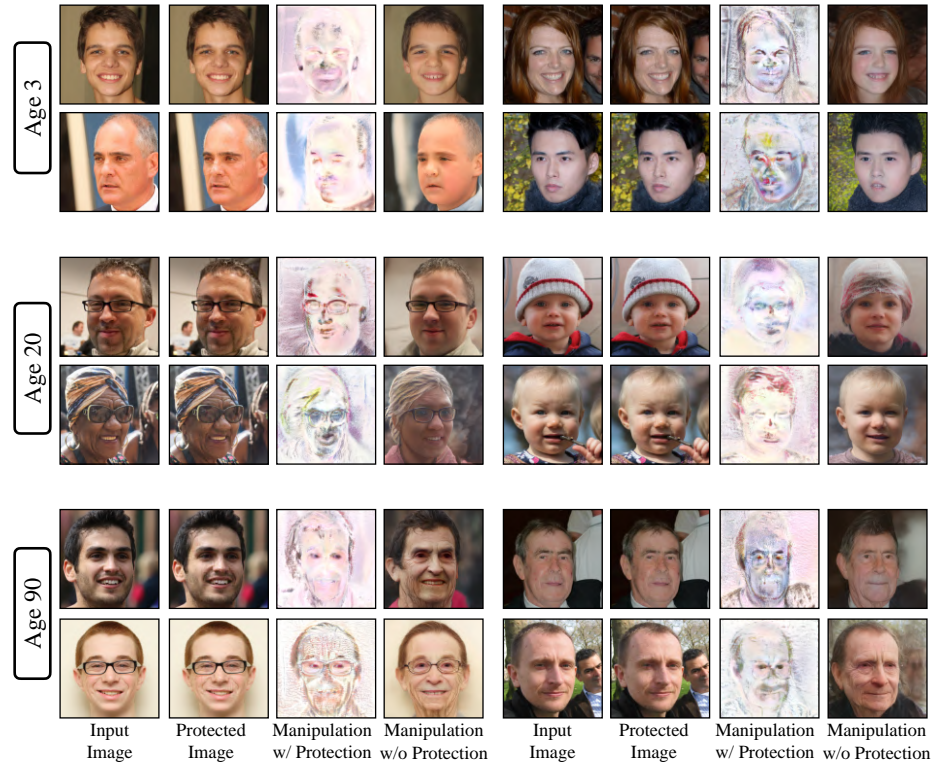 Age 3
Age 20
Age 90
Input
Image
Protected
Image
Manipulation
w/ Protection
Manipulation
w/o Protection
Input
Image
Protected
Image
Manipulation
w/ Protection
Manipulation
w/o Protection